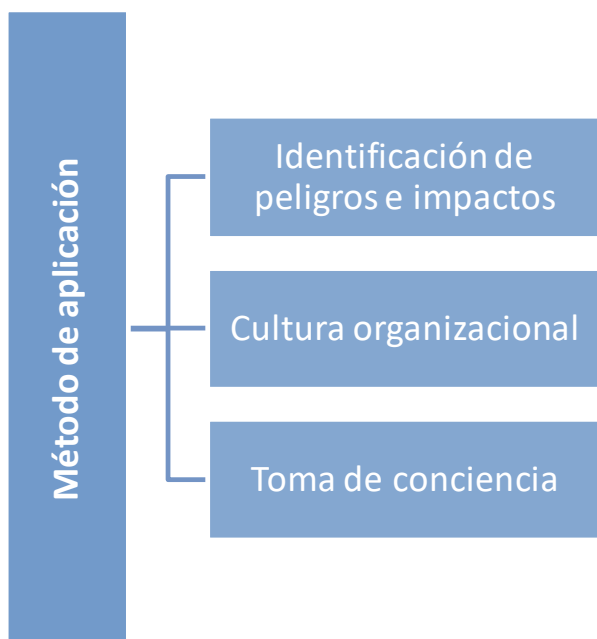 Método de aplicación
Identificación de
peligros e impactos
Cultura organizacional
Toma de conciencia